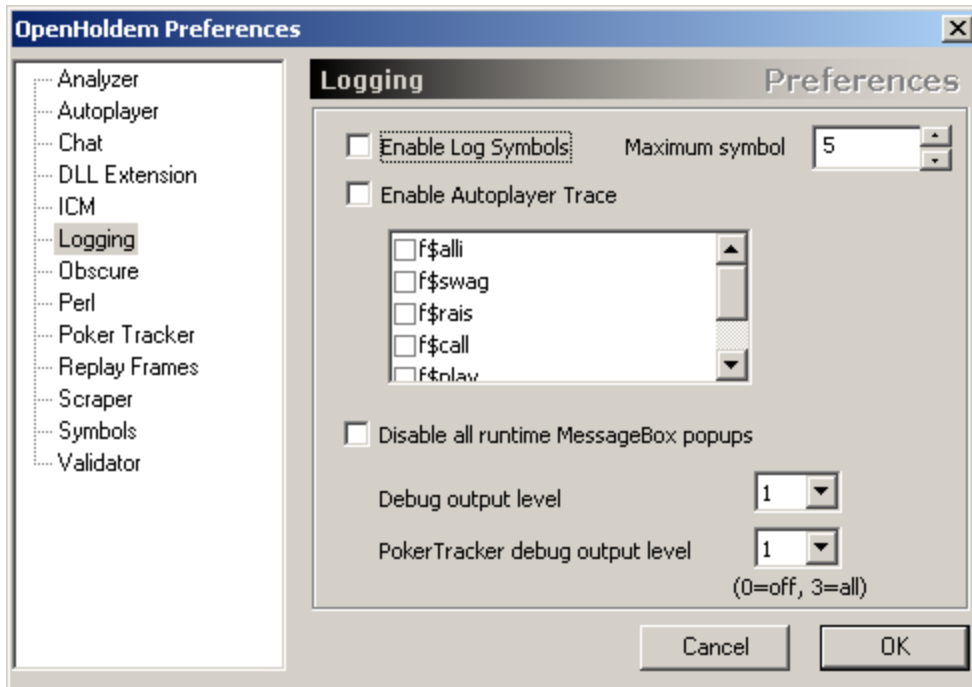 OpenHoldem Preferences
Analyzer
Autoplayer
Chat
DLL Extension
ICM
Logging
Obscure
Perl
Poker Tracker
Replay Frames
Scraper
Symbols
Validator
Logging Preferences
Enable Log Symbols Maximum symbol 5
Enable Autoplayer Trace
f$alli
f$swag
f$rais
f$call
f$play
Disable all runtime MessageBox popups
Debug output level 1
PokerTracker debug output level 1
(0=off, 3=all)
Cancel OK